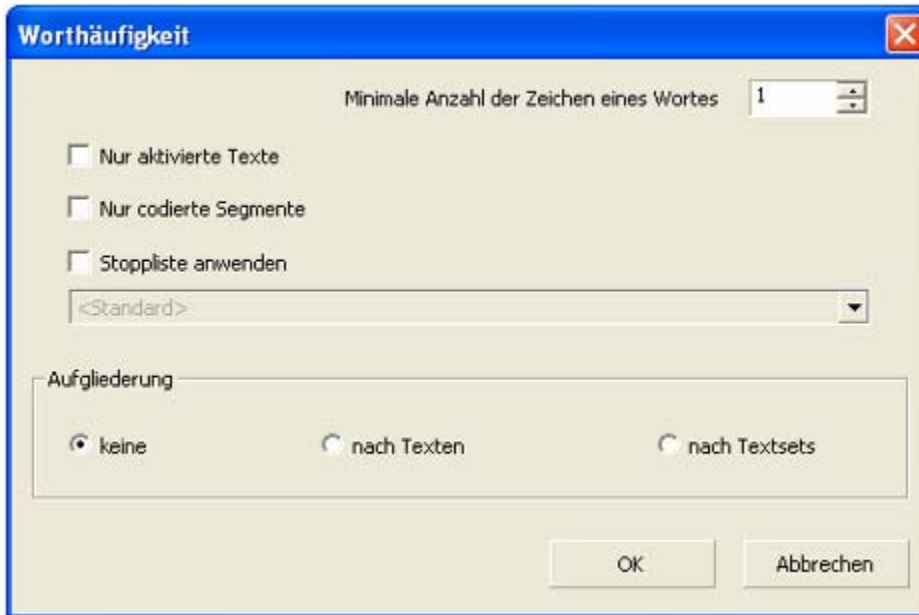 Worthäufigkeit
Minimale Anzahl der Zeichen eines Wortes 1
Nur aktivierte Texte
Nur codierte Segmente
Stoppliste anwenden
<Standard>
Aufgliederung
keine nach Texten nach Textsets
OK Abbrechen